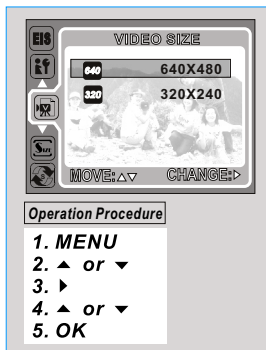 EIS
VIDEO SIZE
640 640X480
320 320X240
MOVE:△▽ CHANGE:▷
Operation Procedure
1. MENU
2. ▲ or ▼
3. ▶
4. ▲ or ▼
5. OK